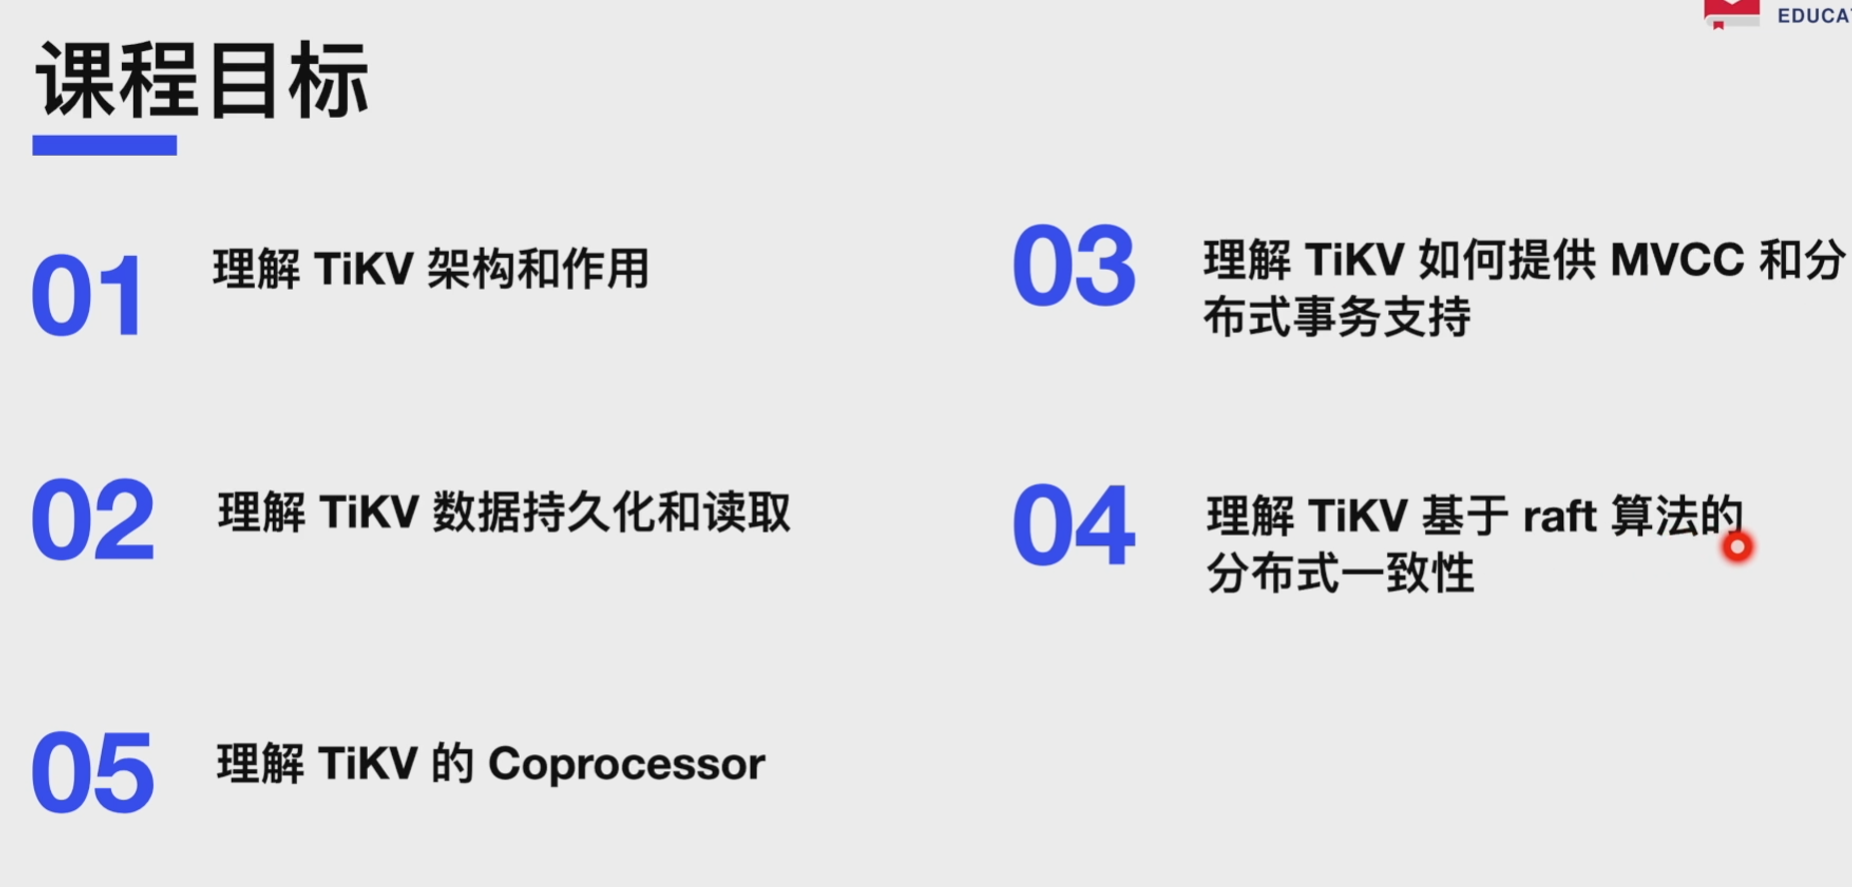 EDUCA
课程目标
01
理解 TiKV 架构和作用
02
理解 TiKV 数据持久化和读取
03
理解 TiKV 如何提供 MVCC 和分
布式事务支持
04
理解 TiKV 基于 raft 算法的
分布式一致性
05
理解 TiKV 的 Coprocessor